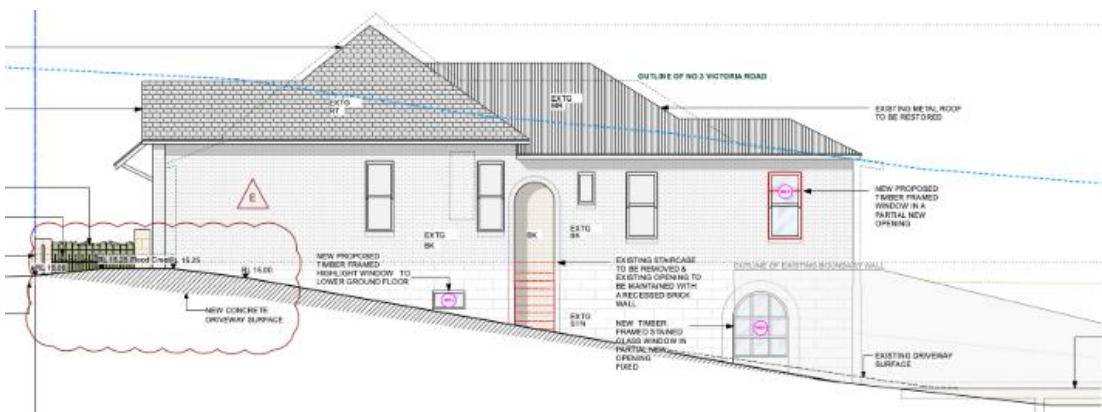 OUTLINE OF NO.3 VICTORIA ROAD
EXTG
RT
EXTG
MR
EXISTING METAL ROOF
TO BE RESTORED
E
NEW PROPOSED
TIMBER FRAMED
WINDOW IN A
PARTIAL NEW
OPENING
EXTG
BK
BK
EXTG
BK
RL 15.25
RL 15.00
NEW PROPOSED
TIMBER FRAMED
HIGHLIGHT WINDOW TO
LOWER GROUND FLOOR
EXISTING STAIRCASE
TO BE REMOVED &
EXISTING OPENING TO
BE MAINTAINED WITH
A RECESSED BRICK
WALL
OUTLINE OF EXISTING BOUNDARY WALL
NEW CONCRETE
DRIVEWAY SURFACE
EXTG
STN
NEW TIMBER
FRAMED STAINED
GLASS WINDOW IN
PARTIAL NEW
OPENING
FIXED
EXISTING DRIVEWAY
SURFACE